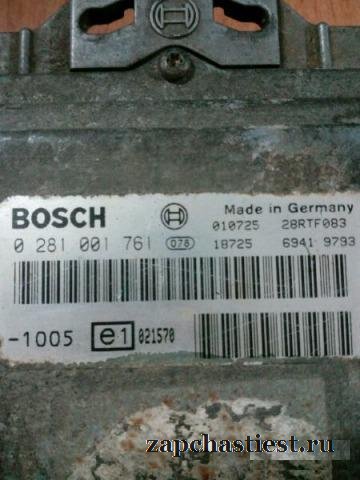 BOSCH
BOSCH Made in Germany
010725 28RTF083
0 281 001 761 078 18725 6941 9793
-1005 e1 021570
zapchastiest.ru